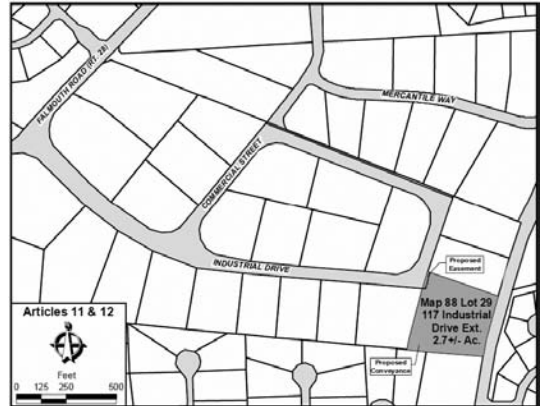 FALMOUTH ROAD (RT. 28)
MERCANTILE WAY
COMMERCIAL STREET
INDUSTRIAL DRIVE
Proposed
Easement
Map 88 Lot 29
117 Industrial
Drive Ext.
2.7+/- Ac.
Proposed
Conveyance
Articles 11 & 12
Feet
0 125 250 500